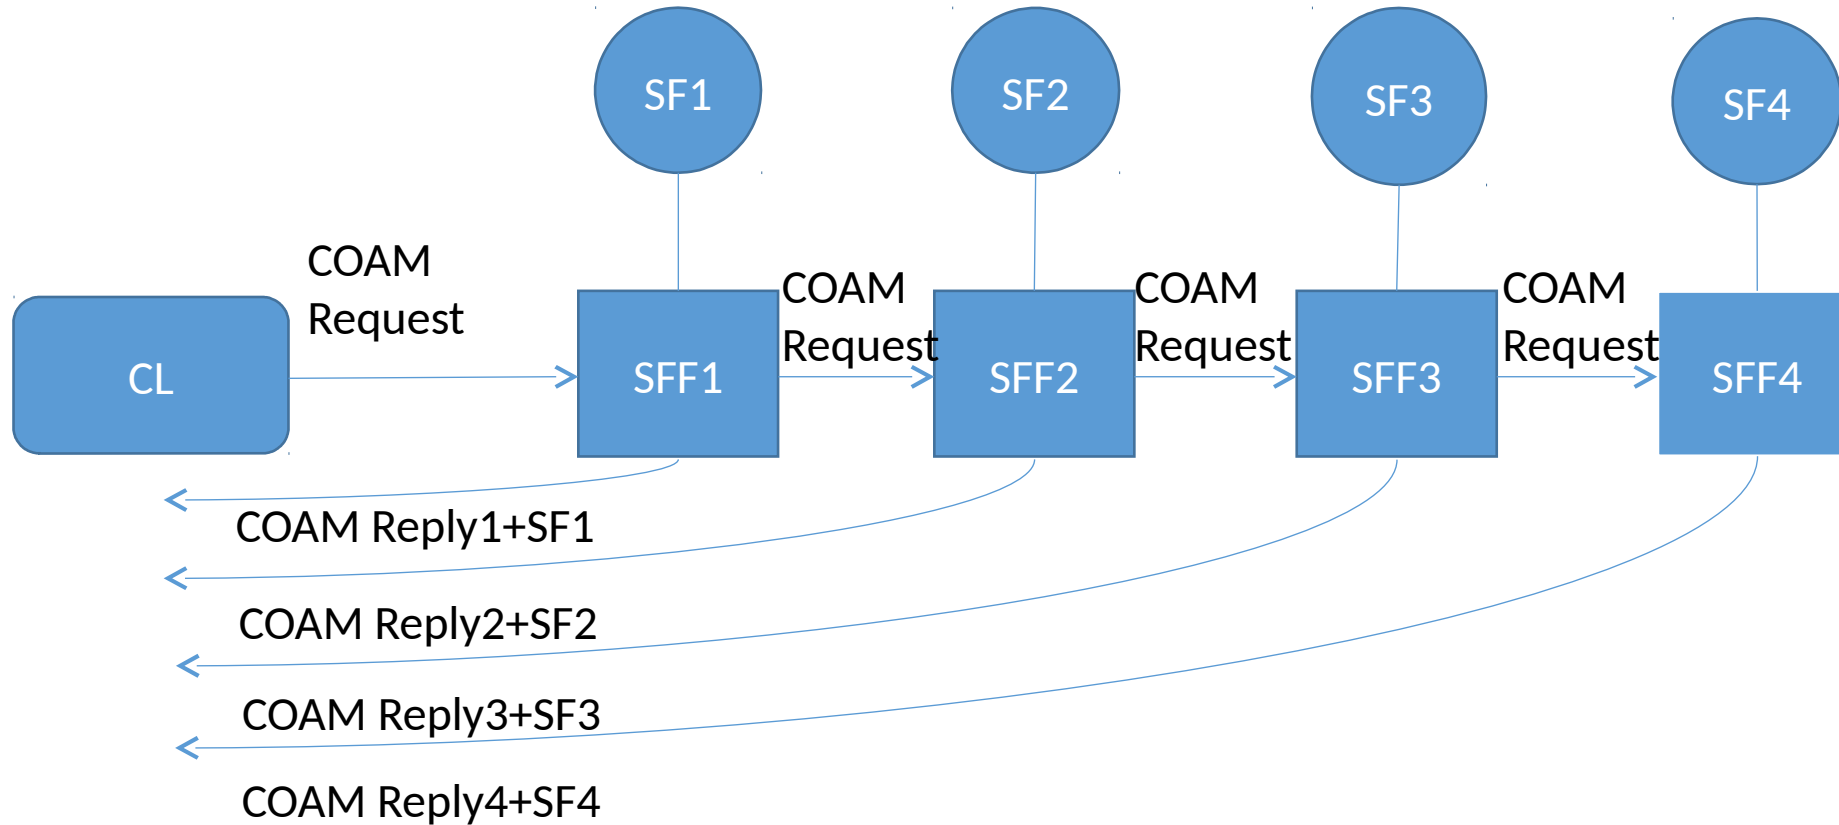 SF1
SF2
SF3
SF4
COAM
Request
COAM
Request
COAM
Request
COAM
Request
CL
SFF1
SFF2
SFF3
SFF4
COAM Reply1+SF1
COAM Reply2+SF2
COAM Reply3+SF3
COAM Reply4+SF4